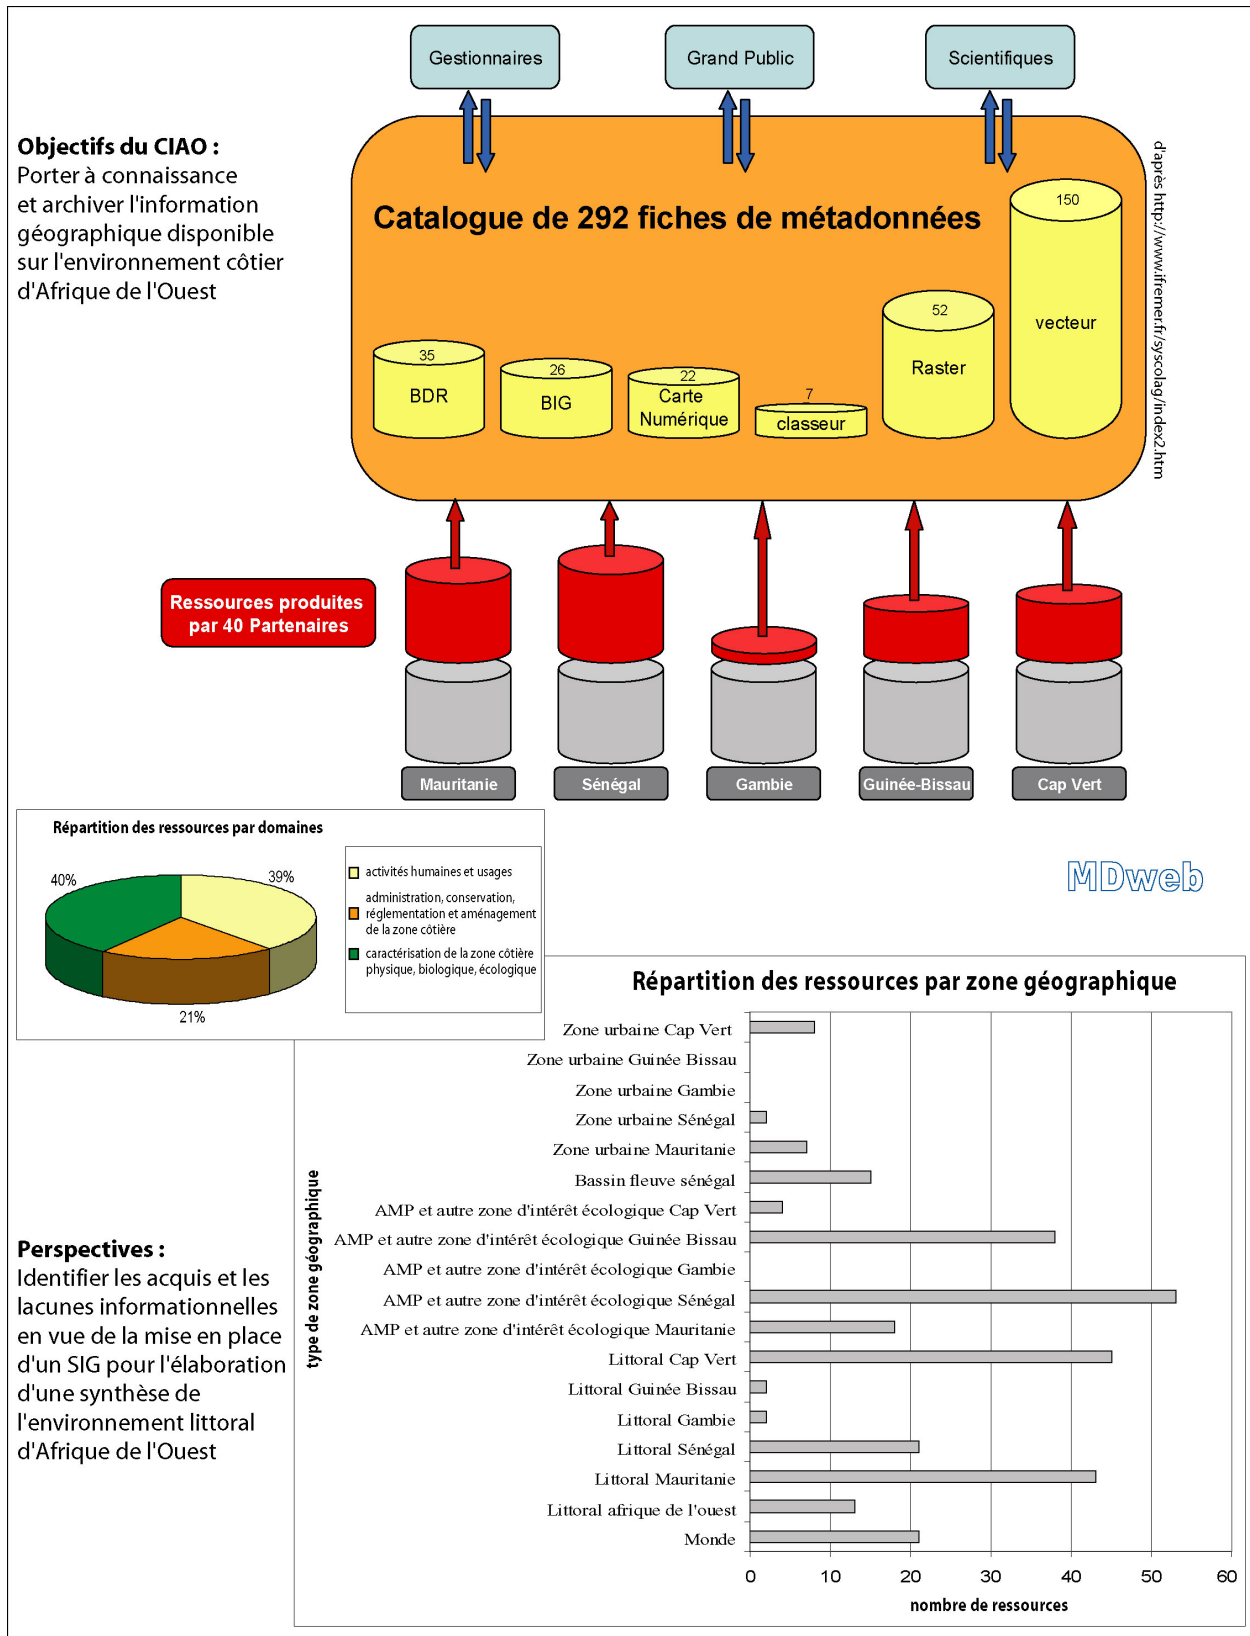 Gestionnaires
Grand Public
Scientifiques
Objectifs du CIAO :
Porter à connaissance
et archiver l'information
géographique disponible
sur l'environnement côtier
d'Afrique de l'Ouest
Catalogue de 292 fiches de métadonnées
35
BDR
26
BIG
22
Carte
Numérique
7
classeur
52
Raster
150
vecteur
d'après http://www.ifremer.fr/syscolag/index2.htm
Ressources produites
par 40 Partenaires
Mauritanie
Sénégal
Gambie
Guinée-Bissau
Cap Vert
Répartition des ressources par domaines
40%
39%
21%
activités humaines et usages
administration, conservation,
réglementation et aménagement
de la zone côtière
caractérisation de la zone côtière
physique, biologique, écologique
MDweb
Répartition des ressources par zone géographique
type de zone géographique
Zone urbaine Cap Vert
Zone urbaine Guinée Bissau
Zone urbaine Gambie
Zone urbaine Sénégal
Zone urbaine Mauritanie
Bassin fleuve sénégal
AMP et autre zone d'intérêt écologique Cap Vert
AMP et autre zone d'intérêt écologique Guinée Bissau
AMP et autre zone d'intérêt écologique Gambie
AMP et autre zone d'intérêt écologique Sénégal
AMP et autre zone d'intérêt écologique Mauritanie
Littoral Cap Vert
Littoral Guinée Bissau
Littoral Gambie
Littoral Sénégal
Littoral Mauritanie
Littoral afrique de l'ouest
Monde
0 10 20 30 40 50 60
nombre de ressources
Perspectives :
Identifier les acquis et les
lacunes informationnelles
en vue de la mise en place
d'un SIG pour l'élaboration
d'une synthèse de
l'environnement littoral
d'Afrique de l'Ouest